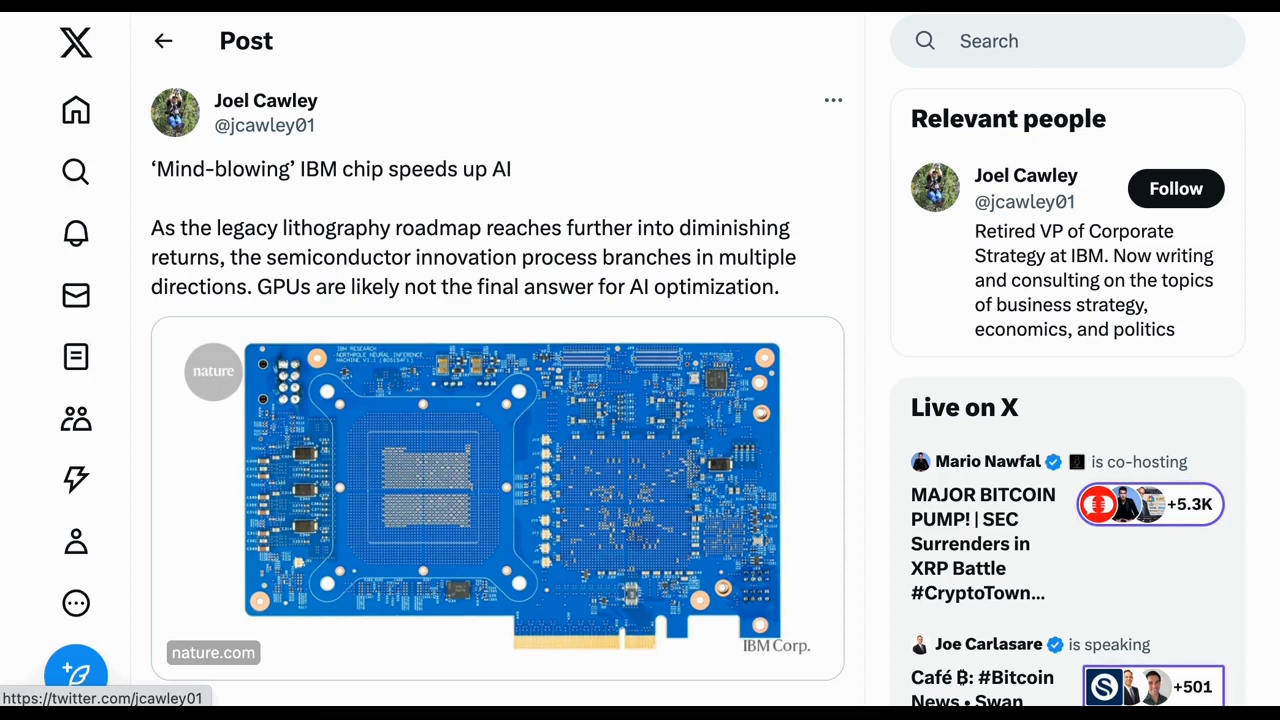 Post
Search
Joel Cawley
@jcawley01
‘Mind-blowing’ IBM chip speeds up AI
As the legacy lithography roadmap reaches further into diminishing
returns, the semiconductor innovation process branches in multiple
directions. GPUs are likely not the final answer for AI optimization.
nature
IBM RESEARCH
NORTHPOLE NEURAL INFERENCE
nature.com
IBM Corp.
https://twitter.com/jcawley01
Relevant people
Joel Cawley
@jcawley01
Follow
Retired VP of Corporate
Strategy at IBM. Now writing
and consulting on the topics
of business strategy,
economics, and politics
Live on X
Mario Nawfal is co-hosting
MAJOR BITCOIN
PUMP! | SEC
Surrenders in
XRP Battle
#CryptoTown...
+5.3K
Joe Carlasare is speaking
Café ₿: #Bitcoin
News • Swan
+501